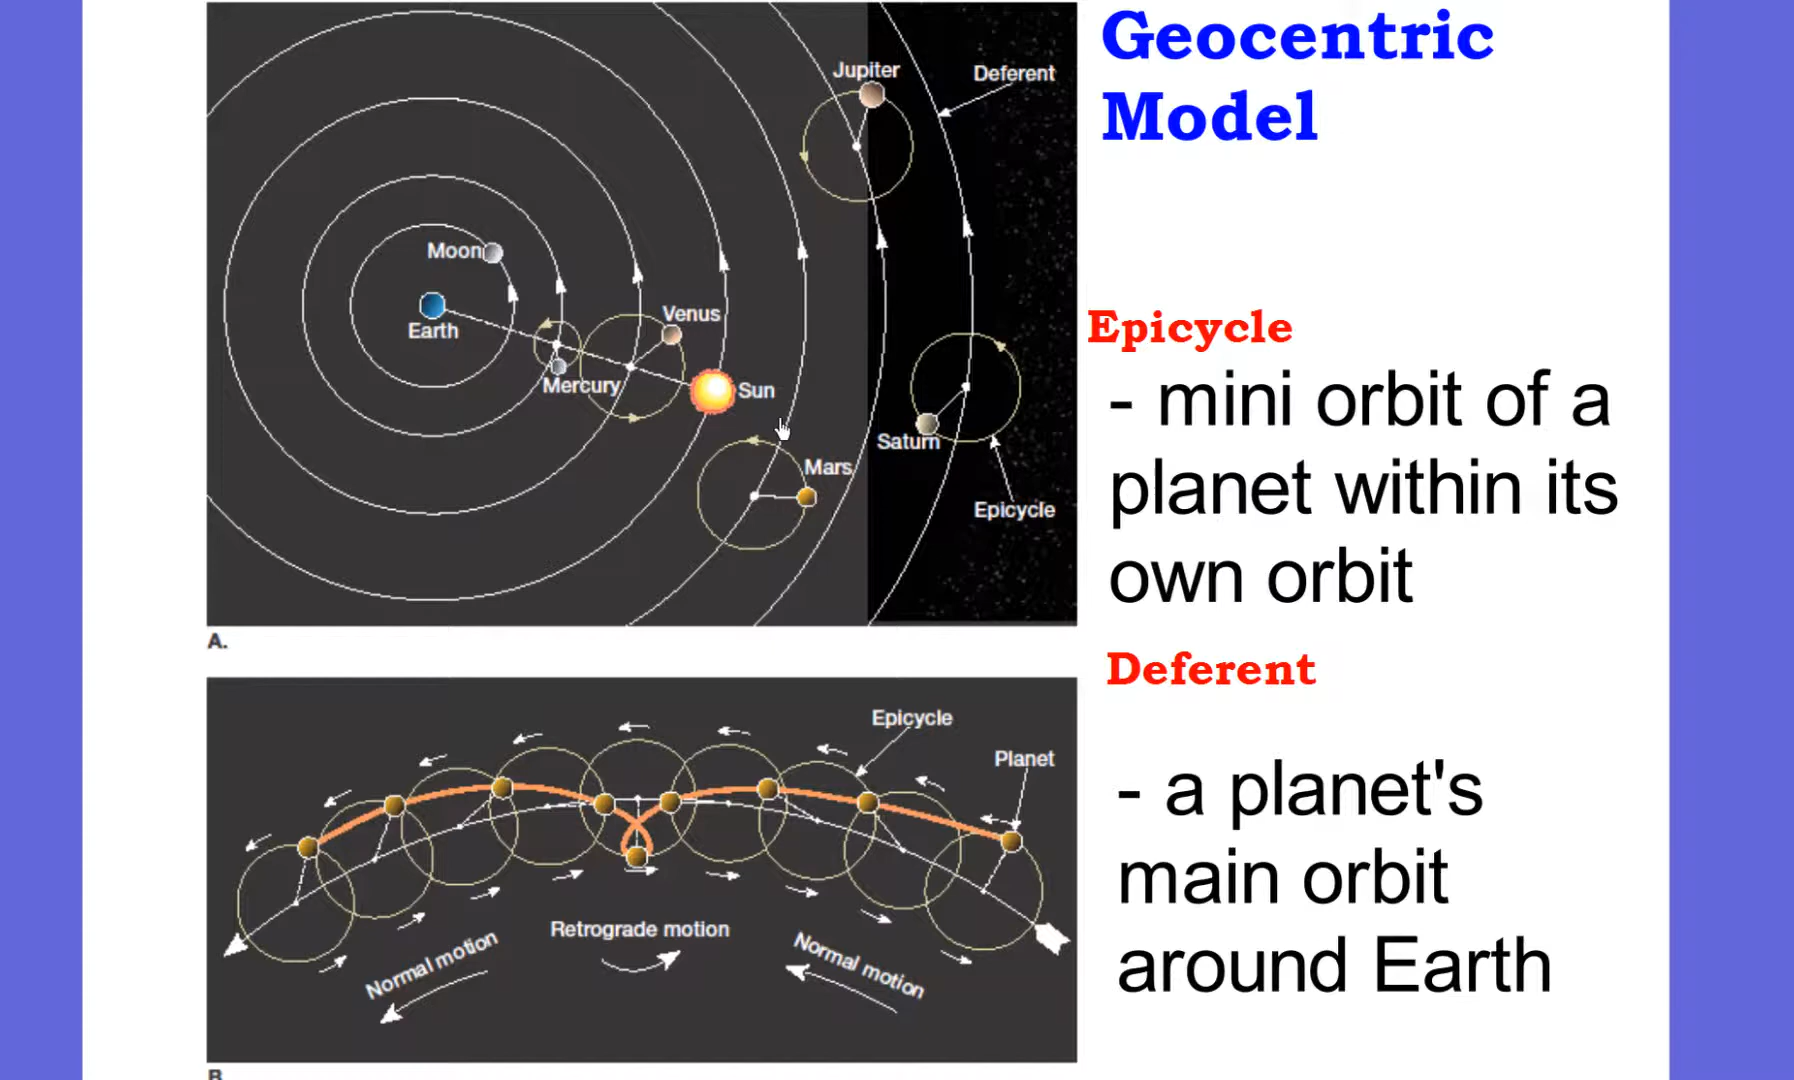 Geocentric
Model
Jupiter
Deferent
Moon
Earth
Venus
Mercury
Sun
Saturn
Mars
Epicycle
A.
Epicycle
- mini orbit of a
planet within its
own orbit
Deferent
- a planet's
main orbit
around Earth
Epicycle
Planet
Retrograde motion
Normal motion
Normal motion
B